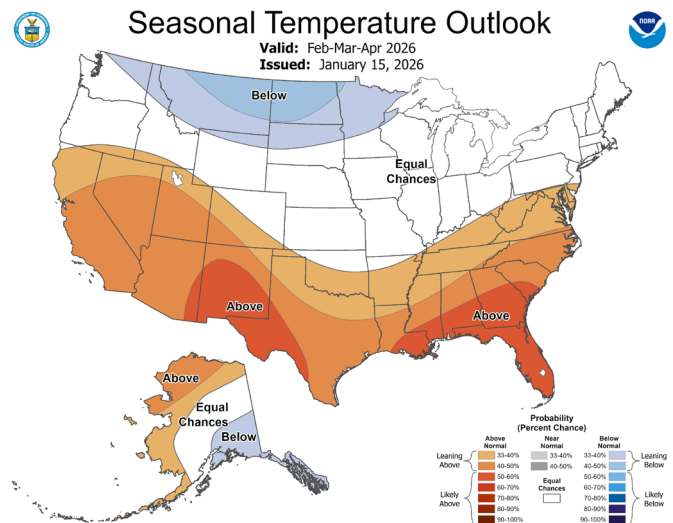 Seasonal Temperature Outlook
Valid: Feb-Mar-Apr 2026
Issued: January 15, 2026
NOAA
Below
Equal
Chances
Above
Above
Above
Equal
Chances
Below
Probability
(Percent Chance)
Above
Normal
Near
Normal
Below
Normal
Leaning
Above
33-40%
40-50%
33-40%
40-50%
33-40%
40-50%
Leaning
Below
Likely
Above
50-60%
60-70%
70-80%
80-90%
90-100%
Equal
Chances
50-60%
60-70%
70-80%
80-90%
90-100%
Likely
Below